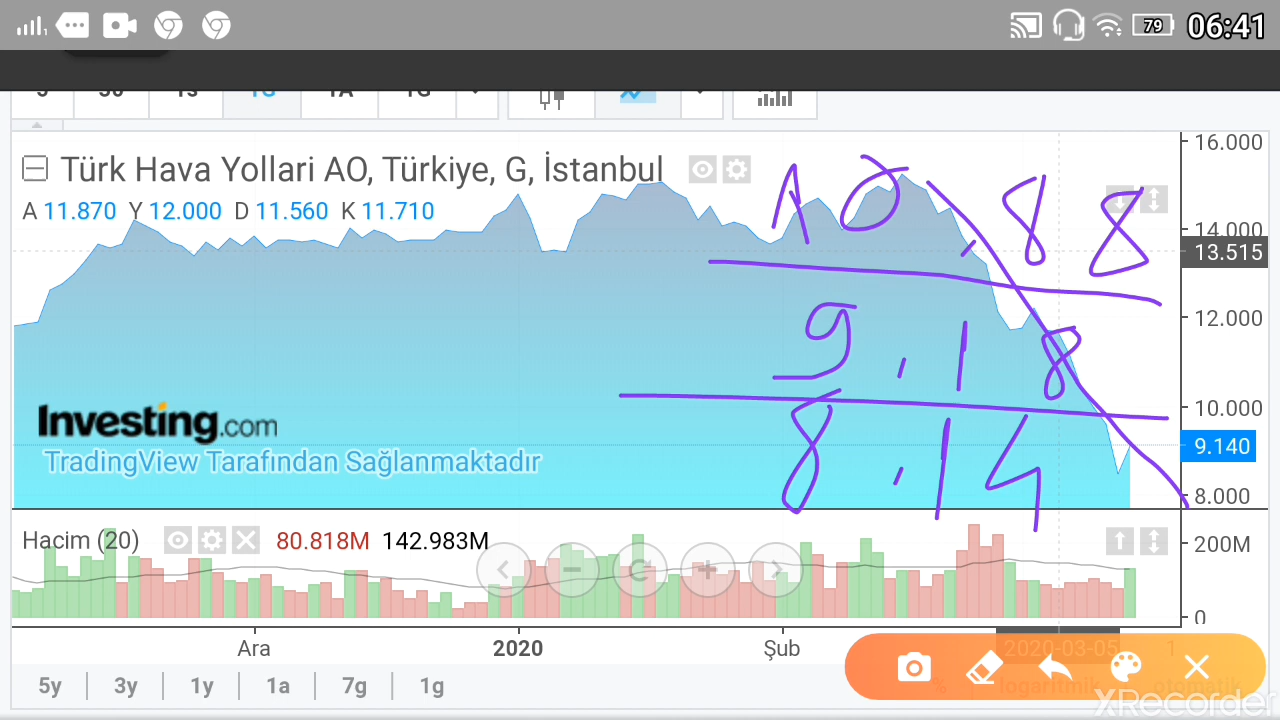 79 06:41
Türk Hava Yollari AO, Türkiye, G, İstanbul
A 11.870 Y 12.000 D 11.560 K 11.710
16.000
14.000
13.515
12.000
10.000
9.140
8.000
10.88
9.18
8.14
Investing.com
TradingView Tarafından Sağlanmaktadır
Hacim (20) 80.818M 142.983M
200M
0
Ara 2020 Şub 2020-03-05 1
5y 3y 1y 1a 7g 1g % logaritmik otomatik
XRecorder